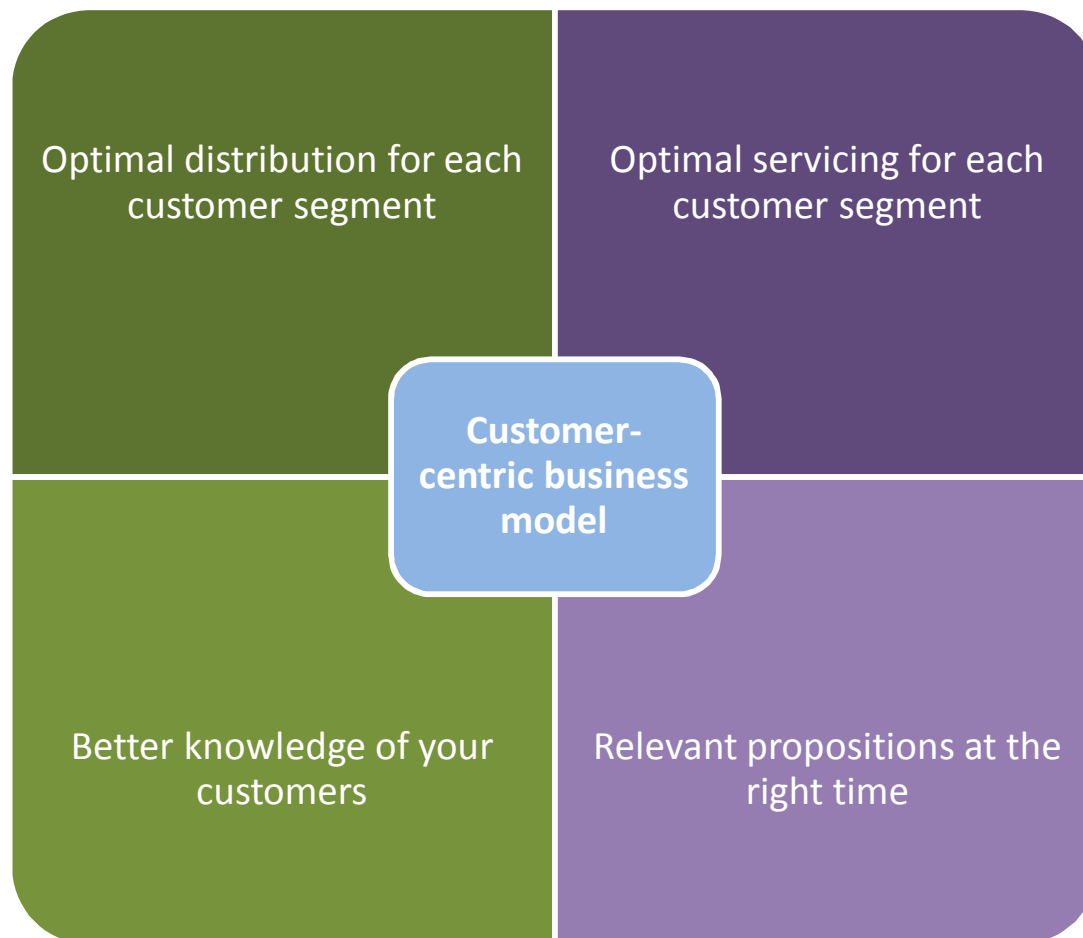 Optimal distribution for each
customer segment
Optimal servicing for each
customer segment
Customer-
centric business
model
Better knowledge of your
customers
Relevant propositions at the
right time